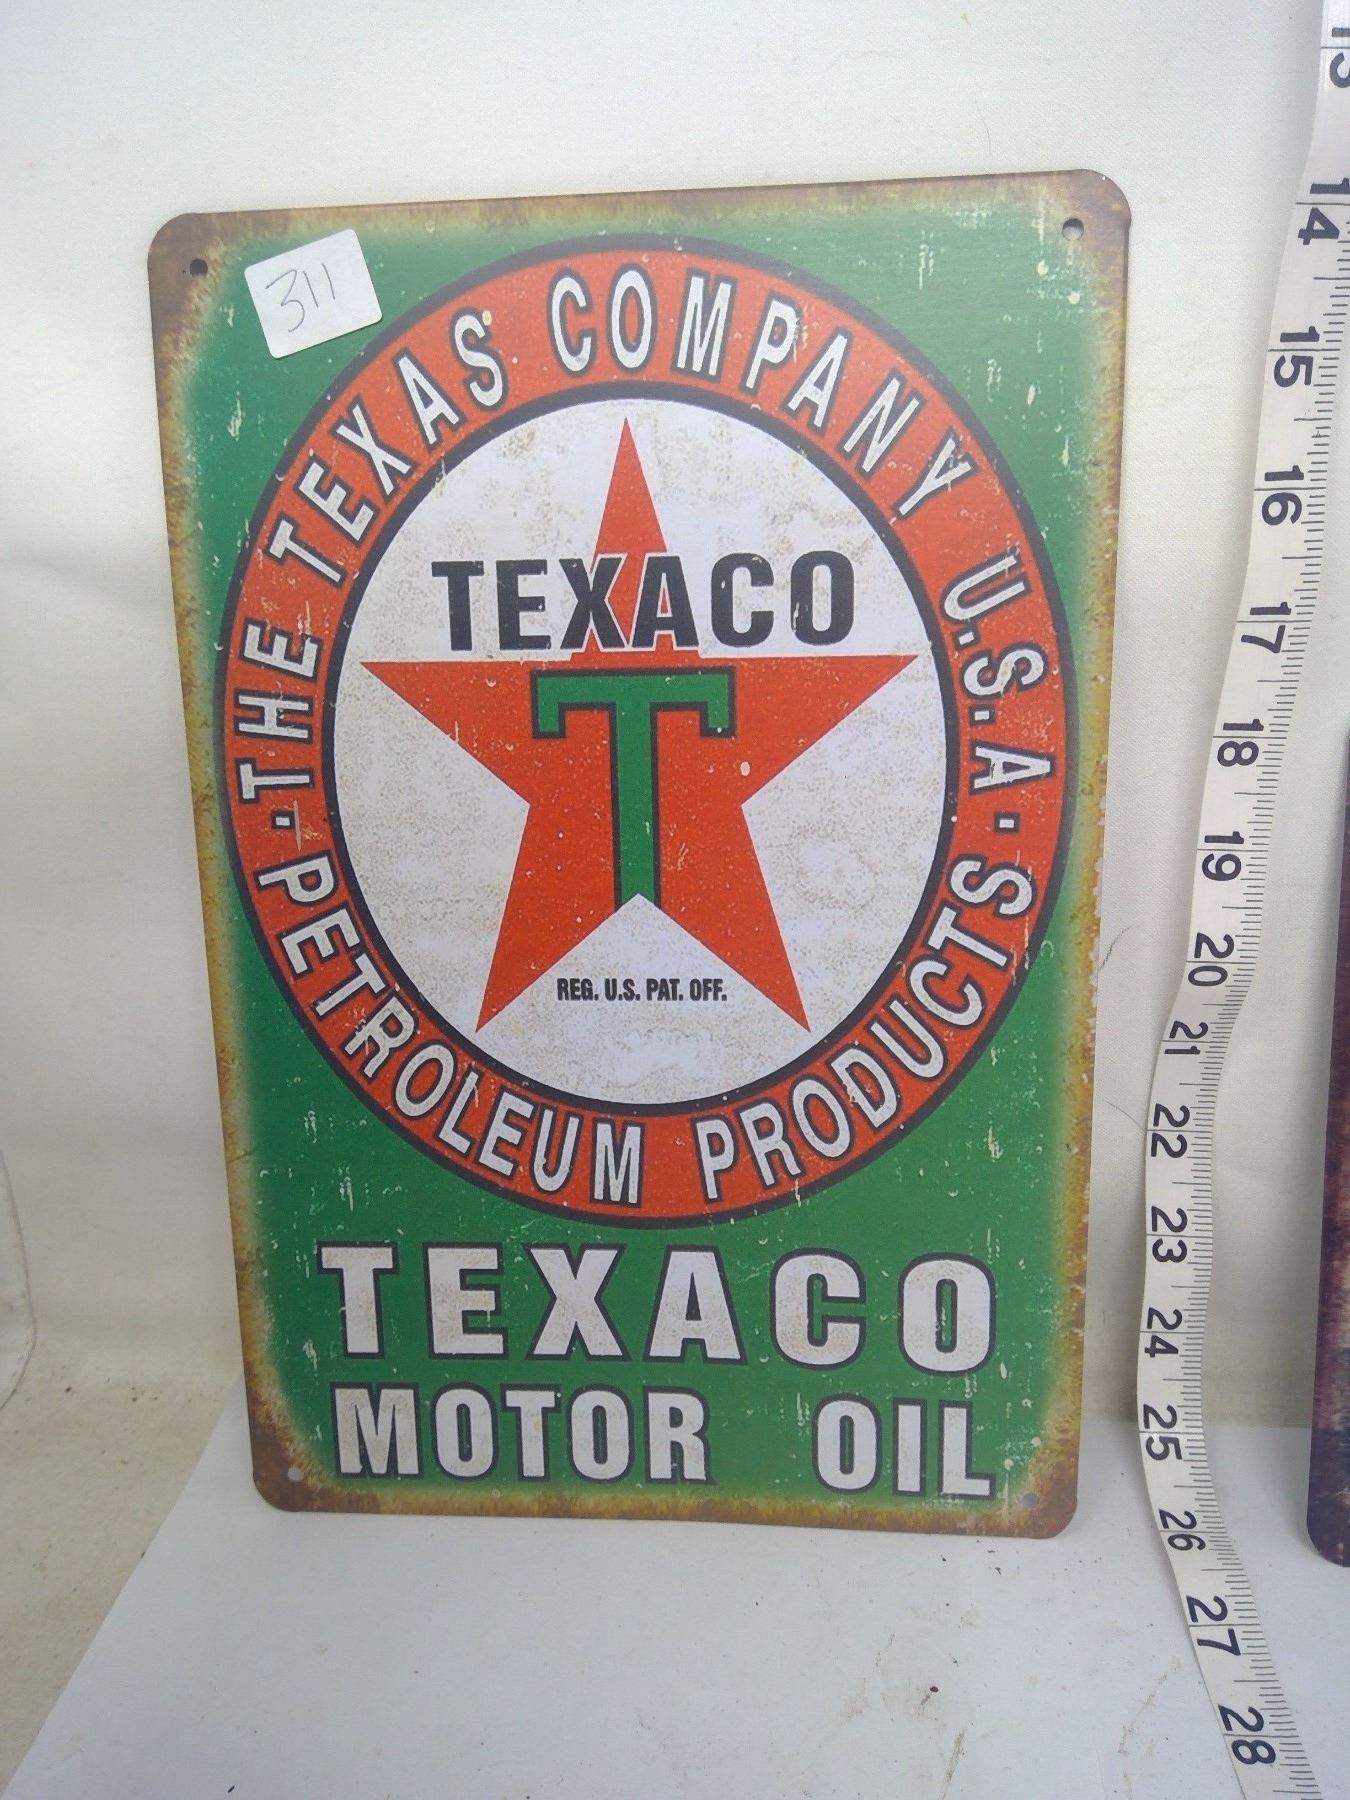 311
THE TEXAS COMPANY U.S.A.
TEXACO
T
REG. U.S. PAT. OFF.
PETROLEUM PRODUCTS
TEXACO
MOTOR OIL
13
14
15
16
17
18
19
20
21
22
23
24
25
26
27
28